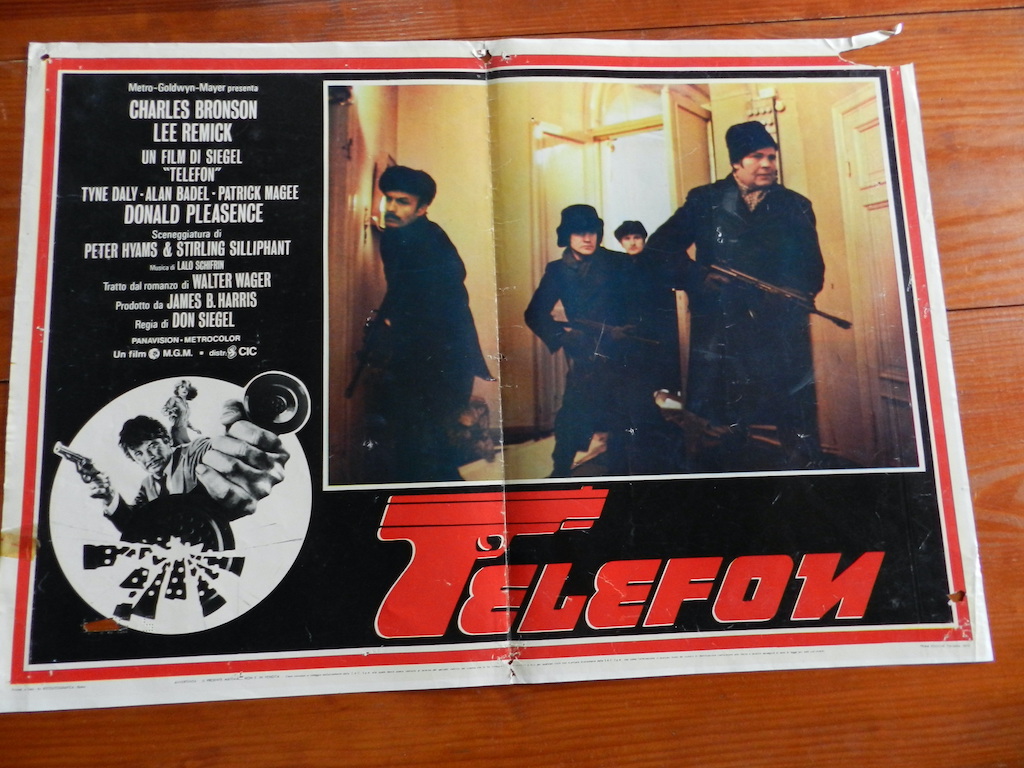 Metro-Goldwyn-Mayer presenta
CHARLES BRONSON
LEE REMICK
UN FILM DI SIEGEL
"TELEFON"
TYNE DALY-ALAN BADEL-PATRICK MAGEE
DONALD PLEASENCE
Sceneggiatura di
PETER HYAMS & STIRLING SILLIPHANT
Musica di LALO SCHIFRIN
Tratto dal romanzo di WALTER WAGER
Prodotto da JAMES B. HARRIS
Regia di DON SIEGEL
PANAVISION-METROCOLOR
Un film M.G.M. • distr. CIC
TELEFON